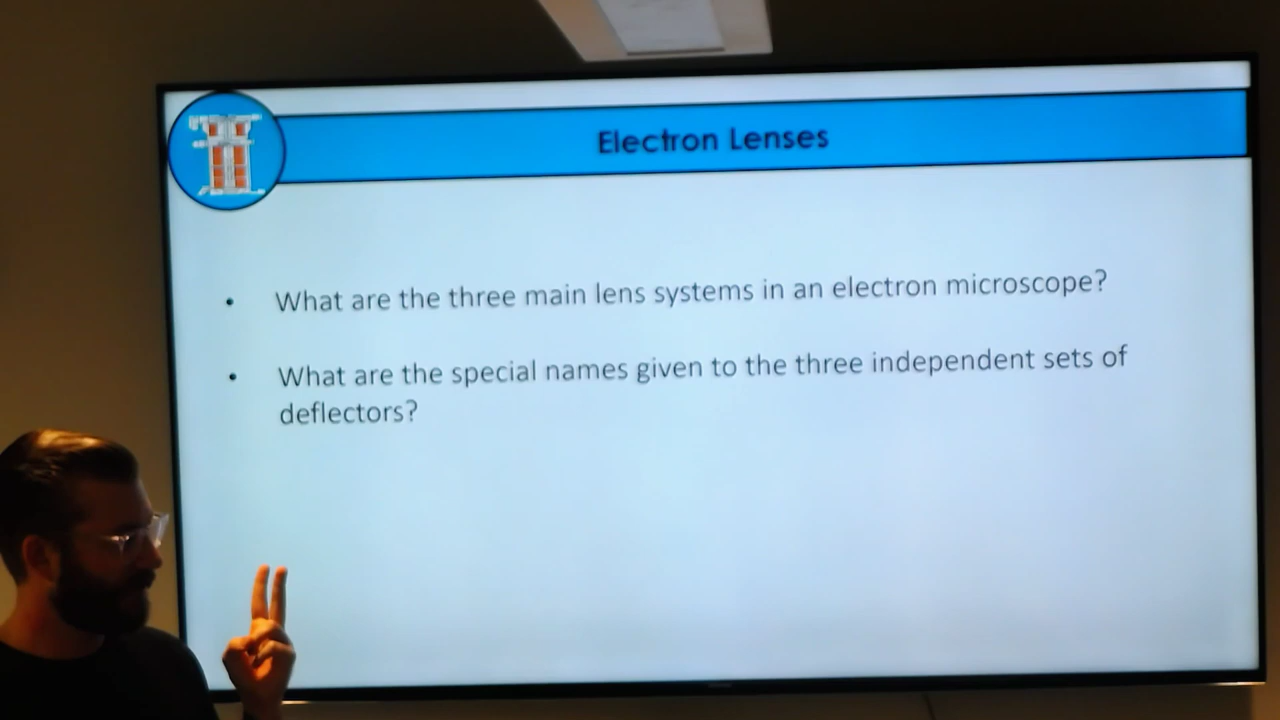 Electron Lenses
• What are the three main lens systems in an electron microscope?
• What are the special names given to the three independent sets of
deflectors?